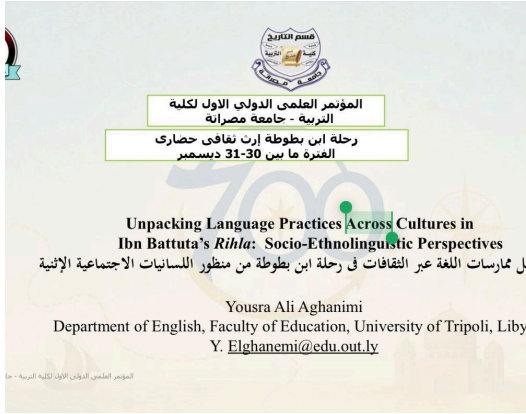 قسم التاريخ
كلية التربية
جامعة مصراتة
المؤتمر العلمي الدولي الاول لكلية
التربية - جامعة مصراتة
رحلة ابن بطوطة إرث ثقافي حضارى
الفترة ما بين 30-31 ديسمبر
700
Unpacking Language Practices Across Cultures in
Ibn Battuta's Rihla: Socio-Ethnolinguistic Perspectives
ممارسات اللغة عبر الثقافات فى رحلة ابن بطوطة من منظور اللسانيات الاجتماعية الإثنية
Yousra Ali Aghanimi
Department of English, Faculty of Education, University of Tripoli, Liby
Y. Elghanemi@edu.out.ly
المؤتمر العلمي الدولي الاول لكلية التربية -